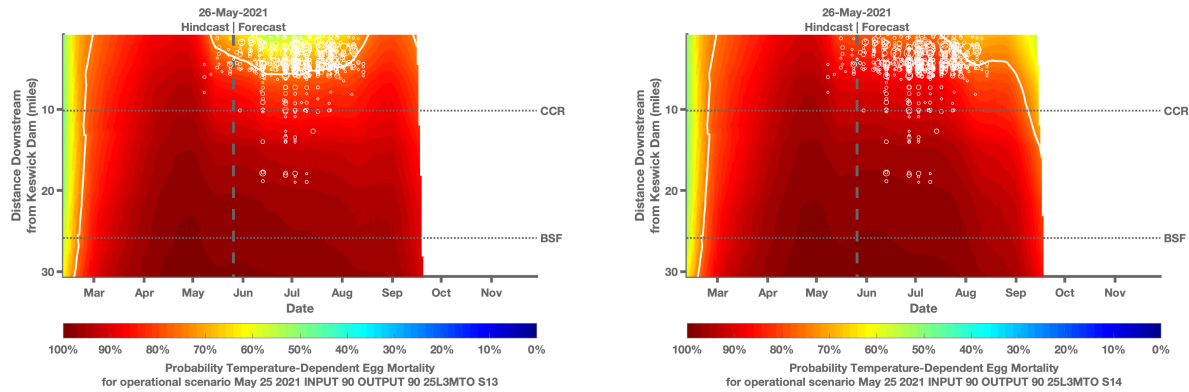 26-May-2021
Hindcast | Forecast
Distance Downstream
from Keswick Dam (miles)
10
20
30
CCR
BSF
Mar Apr May Jun Jul Aug Sep Oct Nov
Date
100% 90% 80% 70% 60% 50% 40% 30% 20% 10% 0%
Probability Temperature-Dependent Egg Mortality
for operational scenario May 25 2021 INPUT 90 OUTPUT 90 25L3MTO S13
26-May-2021
Hindcast | Forecast
Distance Downstream
from Keswick Dam (miles)
10
20
30
CCR
BSF
Mar Apr May Jun Jul Aug Sep Oct Nov
Date
100% 90% 80% 70% 60% 50% 40% 30% 20% 10% 0%
Probability Temperature-Dependent Egg Mortality
for operational scenario May 25 2021 INPUT 90 OUTPUT 90 25L3MTO S14